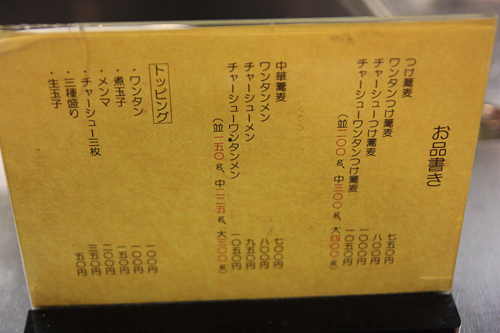 お品書き
つけ蕎麦 七五〇円
ワンタンつけ蕎麦 八〇〇円
チャーシューつけ蕎麦 一〇〇〇円
チャーシューワンタンつけ蕎麦 一〇五〇円
(並二〇〇g、中三〇〇g、大四〇〇g)
中華蕎麦 七〇〇円
ワンタンメン 八〇〇円
チャーシューメン 九五〇円
チャーシューワンタンメン 一〇五〇円
(並一五〇g、中二二五g、大三〇〇g)
トッピング
・ワンタン 一〇〇円
・煮玉子 一〇〇円
・メンマ 一五〇円
・チャーシュー三枚 二〇〇円
・三種盛り 三五〇円
・生玉子 五〇円